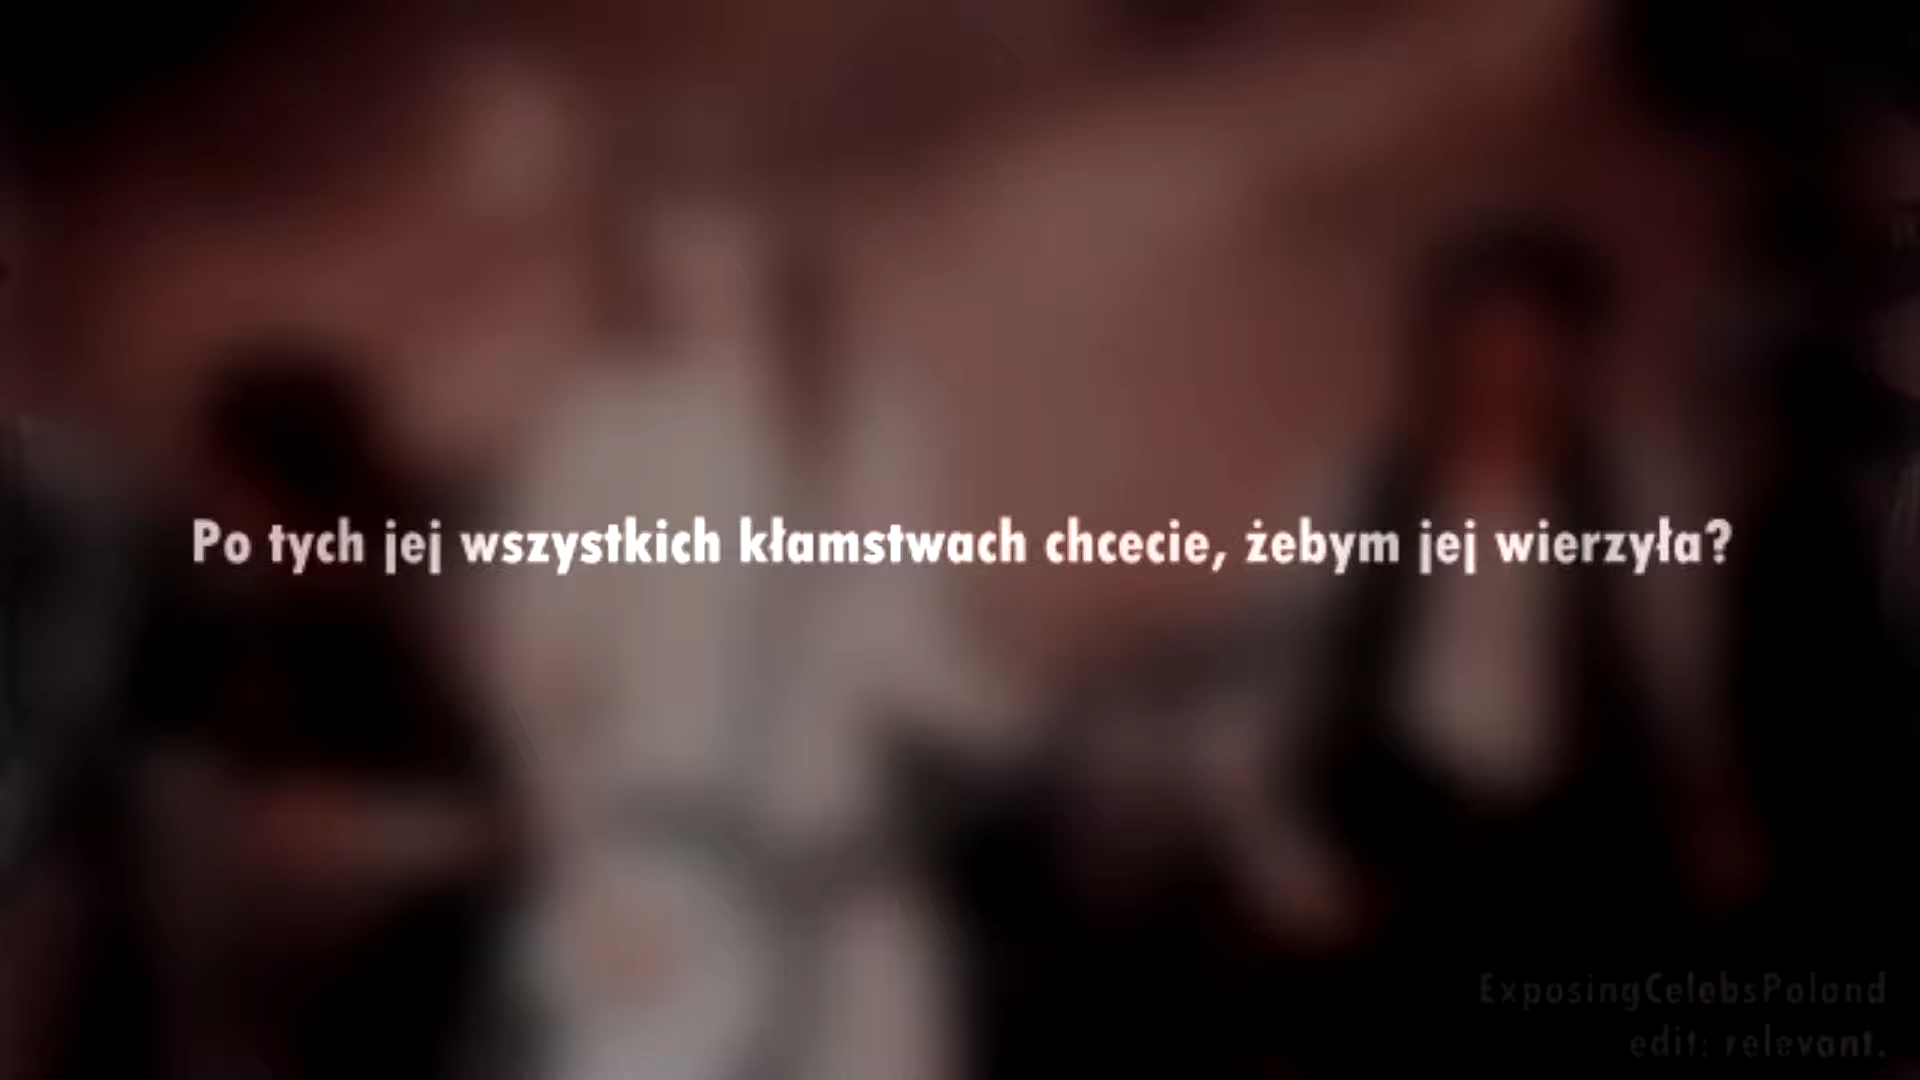 Po tych jej wszystkich kłamstwach chcecie, żebym jej wierzyła?
ExposingCelebsPoland
edit: relevant.